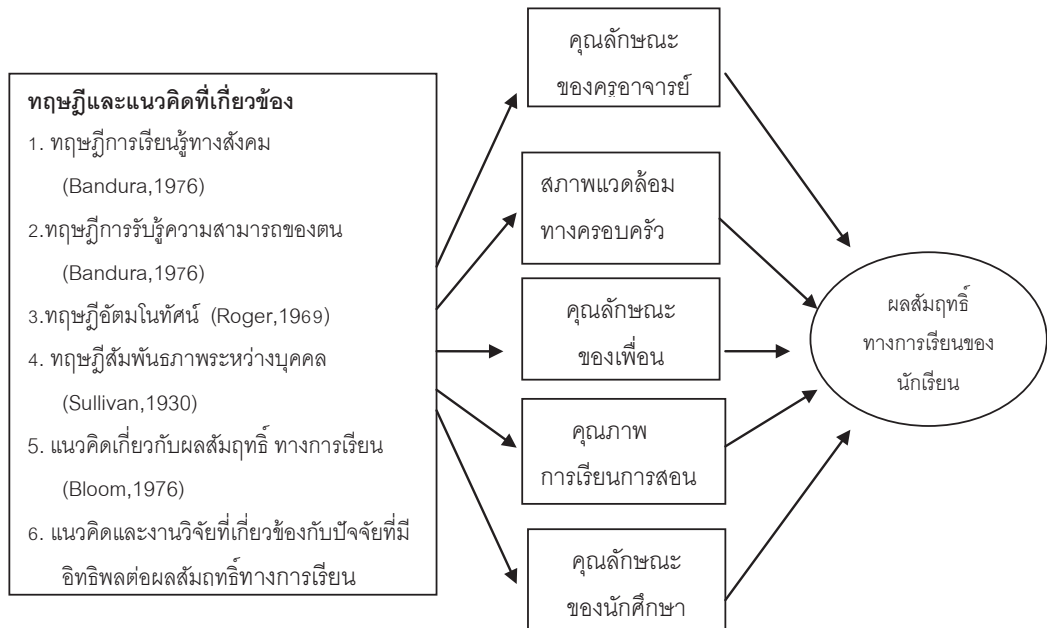 ทฤษฎีและแนวคิดที่เกี่ยวข้อง
1. ทฤษฎีการเรียนรู้ทางสังคม
(Bandura,1976)
2.ทฤษฎีการรับรู้ความสามารถของตน
(Bandura,1976)
3.ทฤษฎีอัตมโนทัศน์ (Roger,1969)
4. ทฤษฎีสัมพันธภาพระหว่างบุคคล
(Sullivan,1930)
5. แนวคิดเกี่ยวกับผลสัมฤทธิ์ ทางการเรียน
(Bloom,1976)
6. แนวคิดและงานวิจัยที่เกี่ยวข้องกับปัจจัยที่มี
อิทธิพลต่อผลสัมฤทธิ์ทางการเรียน
คุณลักษณะ
ของครูอาจารย์
สภาพแวดล้อม
ทางครอบครัว
คุณลักษณะ
ของเพื่อน
คุณภาพ
การเรียนการสอน
คุณลักษณะ
ของนักศึกษา
ผลสัมฤทธิ์
ทางการเรียนของ
นักเรียน